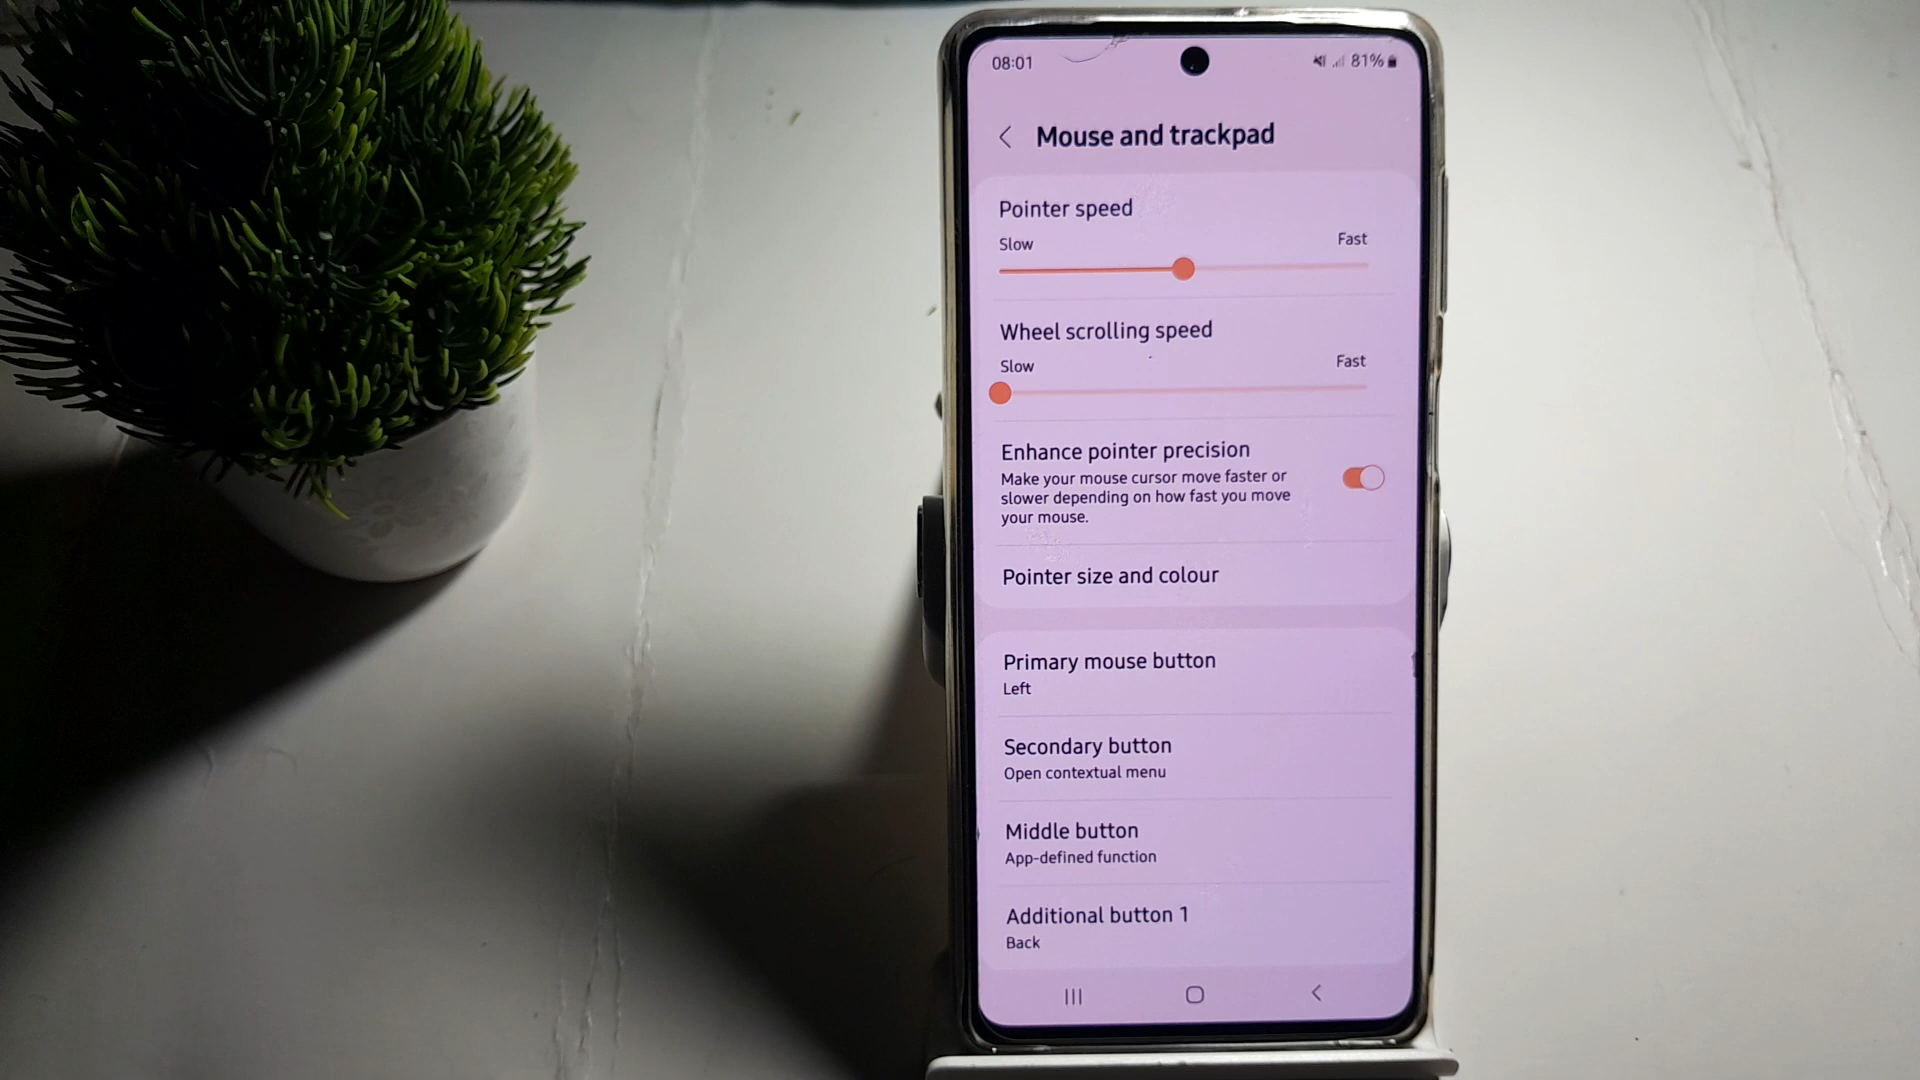 08:01
81%
Mouse and trackpad
Pointer speed
Slow
Fast
Wheel scrolling speed
Slow
Fast
Enhance pointer precision
Make your mouse cursor move faster or
slower depending on how fast you move
your mouse.
Pointer size and colour
Primary mouse button
Left
Secondary button
Open contextual menu
Middle button
App-defined function
Additional button 1
Back